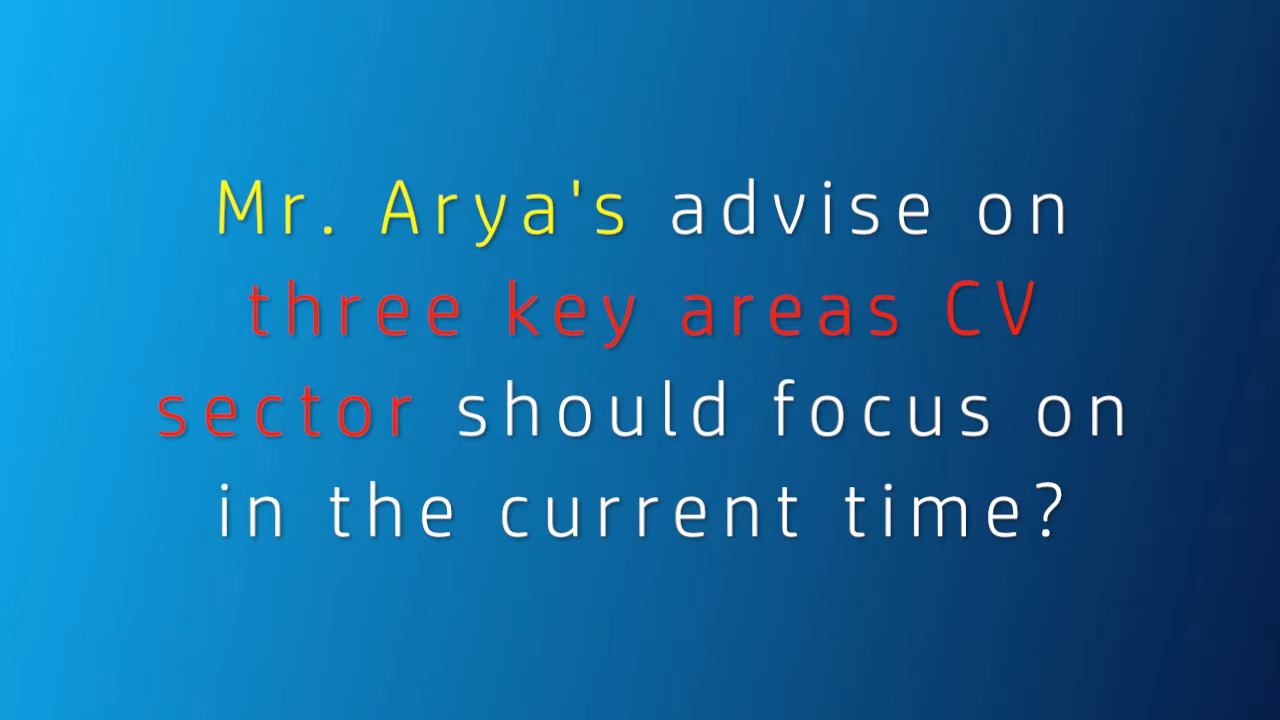 Mr. Arya's advise on
three key areas CV
sector should focus on
in the current time?